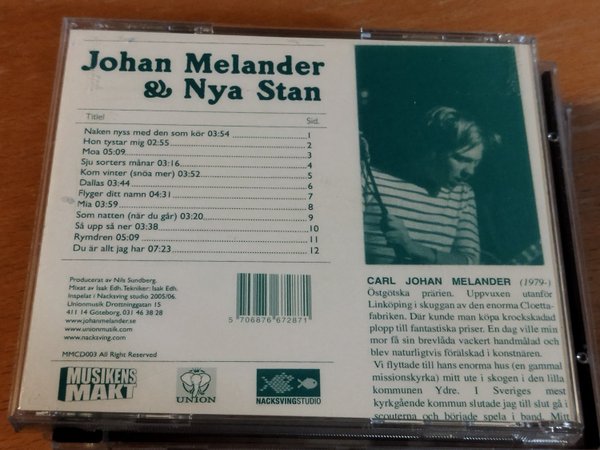 Johan Melander
& Nya Stan
Titel Sid.
Naken nyss med den som kör 03:54 1
Hon tystar mig 02:55 2
Moa 05:09 3
Sju sorters månar 03:16 4
Kom vinter (snöa mer) 03:52 5
Dallas 03:44 6
Flyger ditt namn 04:31 7
Mia 03:59 8
Som natten (när du går) 03:20 9
Så upp så ner 03:38 10
Rymdren 05:09 11
Du är allt jag har 07:23 12
Producerat av Nils Sundberg.
Mixat av Isak Edh. Tekniker: Isak Edh.
Inspelat i Nacksving studio 2005/06.
Unionmusik Drottninggatan 15
411 14 Göteborg. 031 46 38 28
www.johanmelander.se
www.unionmusik.com
www.nacksving.com
MMCD003 All Right Reserved
5 706876 672871
MUSIKENS
MAKT
UNION
NACKSVINGSTUDIO
CARL JOHAN MELANDER (1979-)
Östgötska prärien. Uppvuxen utanför
Linköping i skuggan av den enorma Cloetta-
fabriken. Där kunde man köpa krockskadad
plopp till fantastiska priser. En dag ville min
mor få sin brevlåda vackert handmålad och
blev naturligtvis förälskad i konstnären.
Vi flyttade till hans enorma hus (en gammal
missionskyrka) mitt ute i skogen i den lilla
kommunen Ydre. I Sveriges mest
kyrkgående kommun slutade jag till slut gå i
scouterna och började spela i band. Mitt